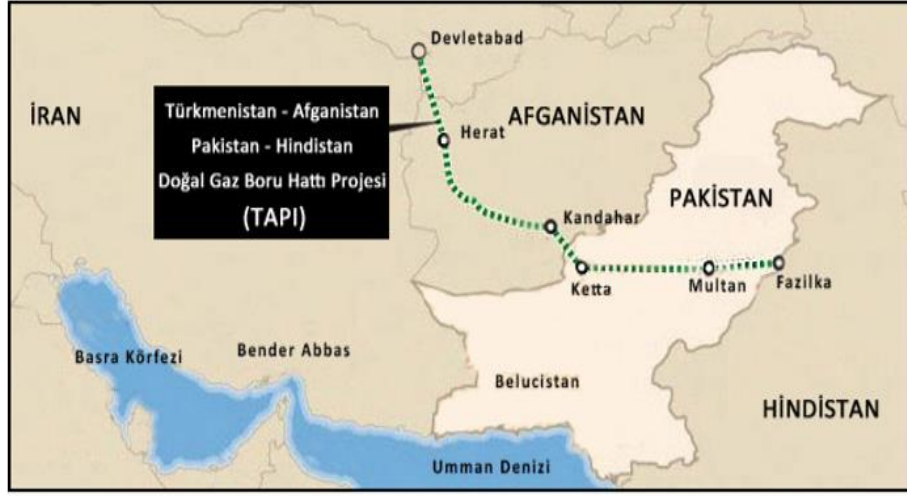 Devletabad
İRAN
Türkmenistan - Afganistan
Pakistan - Hindistan
Doğal Gaz Boru Hattı Projesi
(TAPI)
AFGANİSTAN
Herat
PAKİSTAN
Kandahar
Ketta
Multan
Fazilka
Basra Körfezi
Bender Abbas
Belucistan
HİNDİSTAN
Umman Denizi